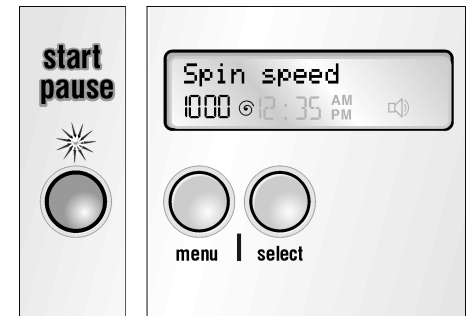 start
pause
Spin speed
1000 12:35 AM
PM
menu select